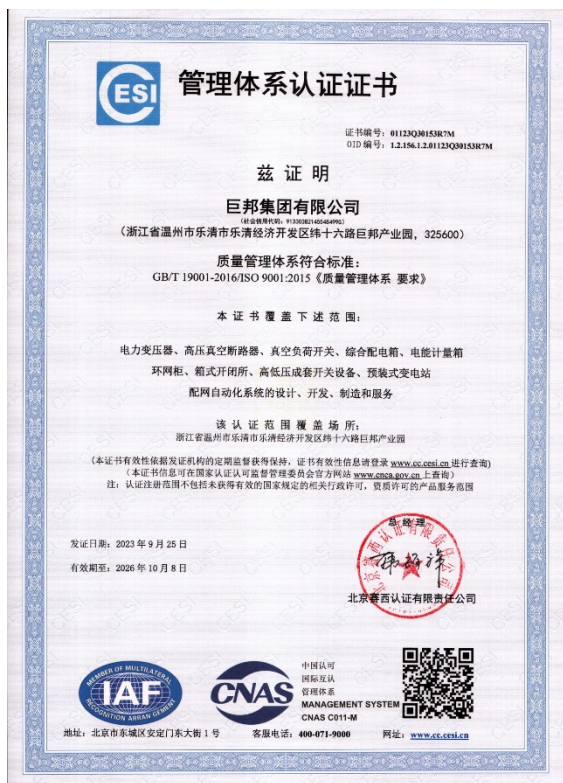 CESI
管理体系认证证书
证书编号：01123Q30153R7M
OID 编号：1.2.156.1.2.01123Q30153R7M
兹 证 明
巨邦集团有限公司
（浙江省温州市乐清市乐清经济开发区纬十六路巨邦产业园，325600）
质量管理体系符合标准：
GB/T 19001-2016/ISO 9001:2015《质量管理体系 要求》
本 证 书 覆 盖 下 述 范 围：
电力变压器、高压真空断路器、真空负荷开关、综合配电箱、电能计量箱
环网柜、箱式开闭所、高低压成套开关设备、预装式变电站
配网自动化系统的设计、开发、制造和服务
该 认 证 范 围 覆 盖 场 所：
浙江省温州市乐清市乐清经济开发区纬十六路巨邦产业园
（本证书有效性依据发证机构的定期监督获得保持，证书有效性信息请登录 www.cc.cesi.cn 进行查询）
（本证书信息可在国家认证认可监督管理委员会官方网站 www.cnca.gov.cn 上查询）
注：认证注册范围不包括未获得有效的国家规定的相关行政许可，资质许可的产品服务范围
总 经 理
发证日期：2023 年 9 月 25 日
有效期至：2026 年 10 月 8 日
北京赛西认证有限责任公司
北京赛西认证有限责任公司
MEMBER OF MULTILATERAL
IAF
RECOGNITION ARRANGEMENT
CNAS
中国认可
国际互认
管理体系
MANAGEMENT SYSTEM
CNAS C011-M
地址：北京市东城区安定门东大街 1 号
客服电话：400-071-9000
网址：www.cc.cesi.cn